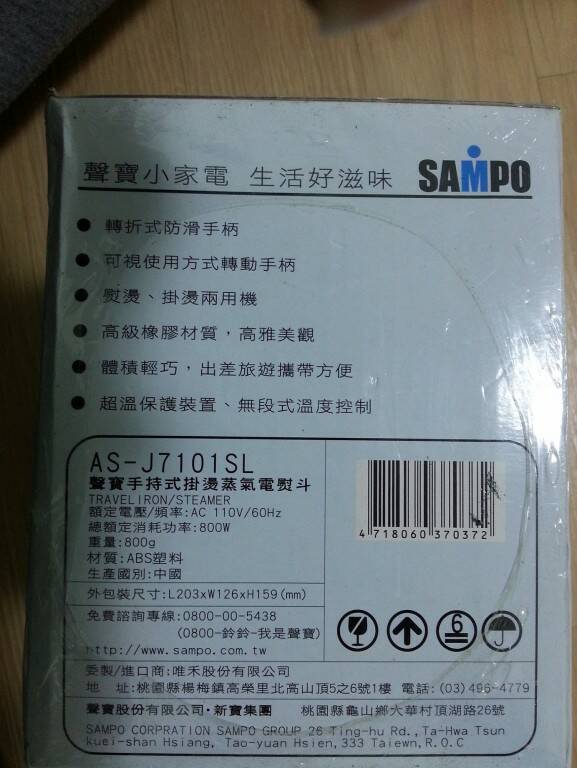 聲寶小家電 生活好滋味 SAMPO
● 轉折式防滑手柄
● 可視使用方式轉動手柄
● 熨燙、掛燙兩用機
● 高級橡膠材質，高雅美觀
● 體積輕巧，出差旅遊攜帶方便
● 超溫保護裝置、無段式溫度控制
AS-J7101SL
聲寶手持式掛燙蒸氣電熨斗
TRAVEL IRON/STEAMER
額定電壓/頻率:AC 110V/60Hz
總額定消耗功率:800W
重量:800g
材質:ABS塑料
生產國別:中國
4 718060 370372
外包裝尺寸:L203xW126xH159(mm)
免費諮詢專線:0800-00-5438
(0800-鈴鈴-我是聲寶)
http://www.sampo.com.tw
6
委製/進口商:唯禾股份有限公司
地 址:桃園縣楊梅鎮高榮里北高山頂5之6號1樓 電話:(03)496-4779
聲寶股份有限公司·新寶集團 桃園縣龜山鄉大華村頂湖路26號
SAMPO CORPRATION SAMPO GROUP 26 Ting-hu Rd.,Ta-Hwa Tsun
kuei-shan Hsiang, Tao-yuan Hsien,333 Taiewn,R.O.C